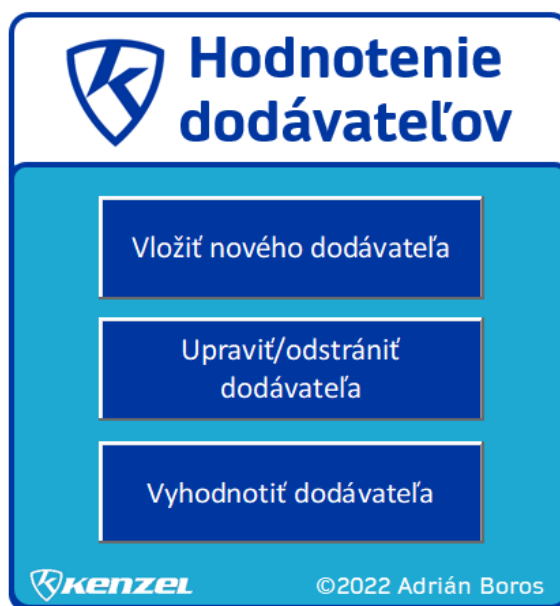 Hodnotenie
dodávateľov
Vložiť nového dodávateľa
Upraviť/odstrániť
dodávateľa
Vyhodnotiť dodávateľa
KENZEL
©2022 Adrián Boros